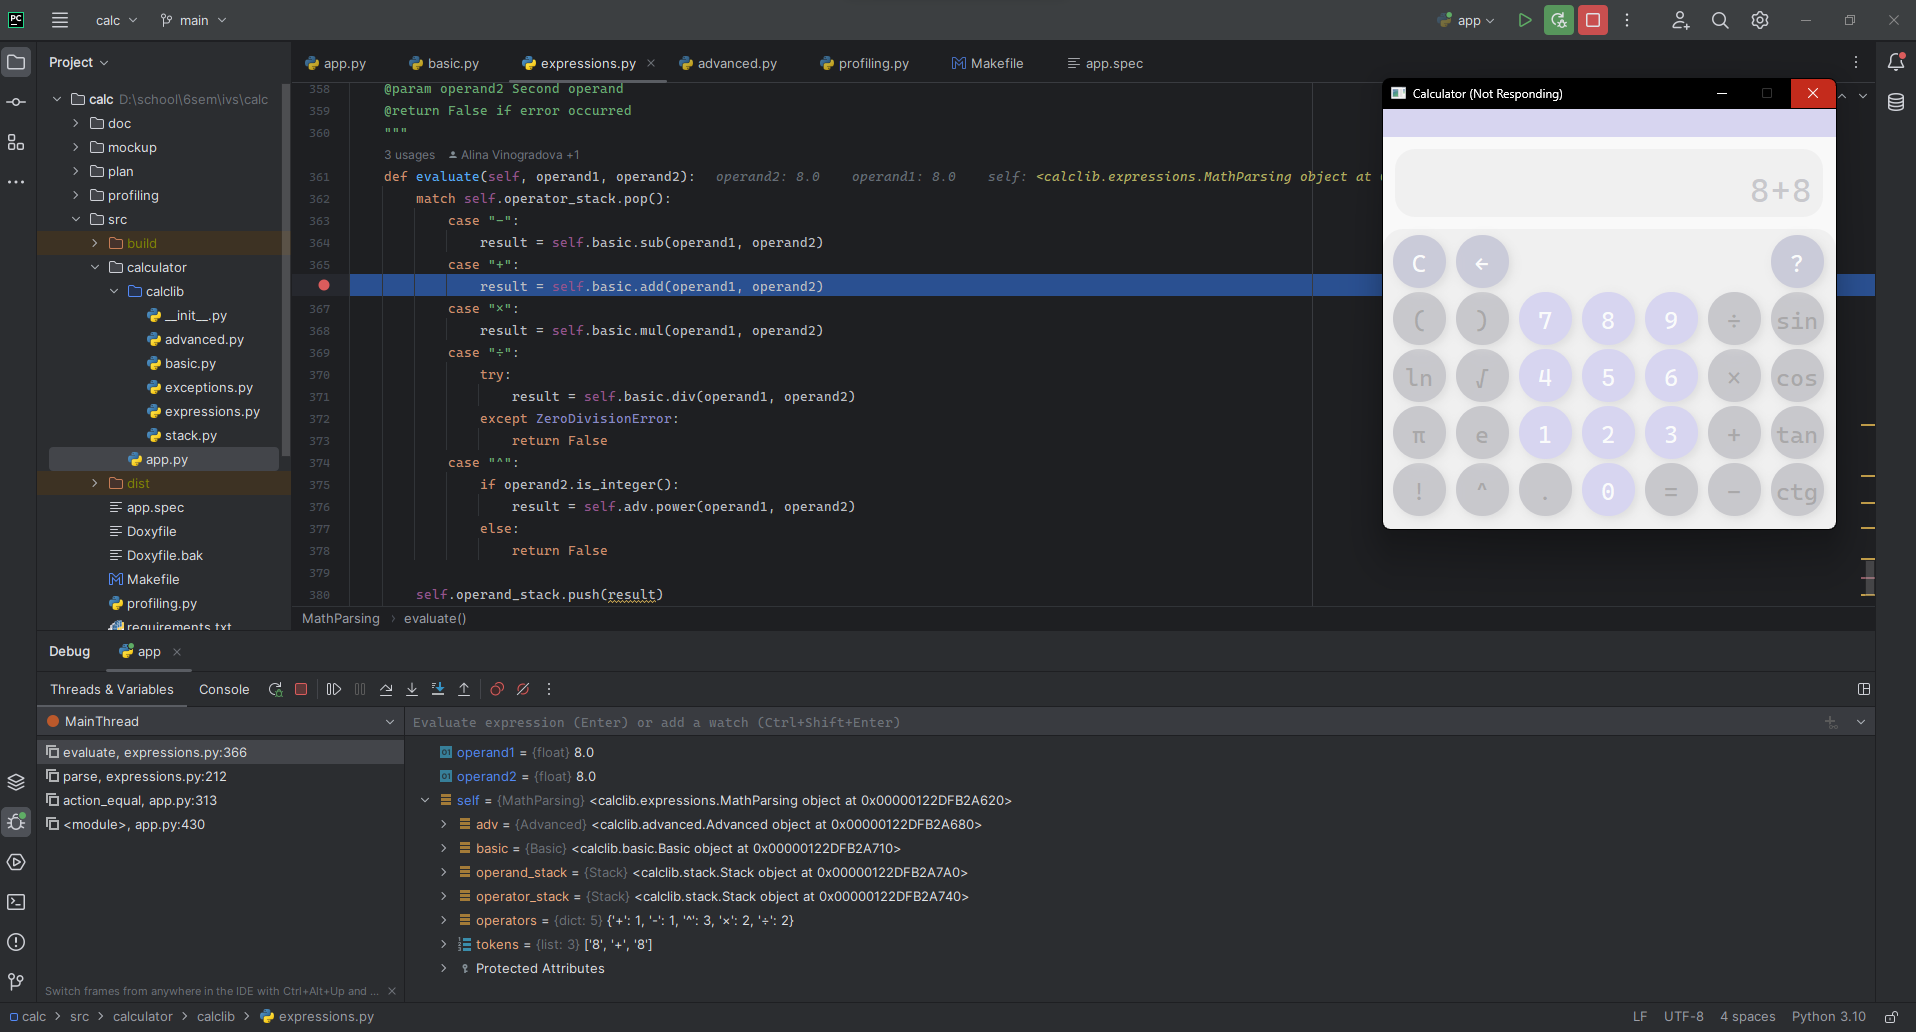 PC calc main app
Project
app.py basic.py expressions.py advanced.py profiling.py Makefile app.spec
calc D:\school\6sem\ivs\calc
doc
mockup
plan
profiling
src
build
calculator
calclib
__init__.py
advanced.py
basic.py
exceptions.py
expressions.py
stack.py
app.py
dist
app.spec
Doxyfile
Doxyfile.bak
Makefile
profiling.py
requirements.txt
358 @param operand2 Second operand
359 @return False if error occurred
360 """
3 usages Alina Vinogradova +1
361 def evaluate(self, operand1, operand2): operand2: 8.0 operand1: 8.0 self: <calclib.expressions.MathParsing object at
362 match self.operator_stack.pop():
363 case "-":
364 result = self.basic.sub(operand1, operand2)
365 case "+":
result = self.basic.add(operand1, operand2)
367 case "×":
368 result = self.basic.mul(operand1, operand2)
369 case "÷":
370 try:
371 result = self.basic.div(operand1, operand2)
372 except ZeroDivisionError:
373 return False
374 case "^":
375 if operand2.is_integer():
376 result = self.adv.power(operand1, operand2)
377 else:
378 return False
379
380 self.operand_stack.push(result)
MathParsing › evaluate()
Calculator (Not Responding)
8+8
C ← ?
( ) 7 8 9 ÷ sin
ln √ 4 5 6 × cos
π e 1 2 3 + tan
! ^ . 0 = − ctg
Debug app
Threads & Variables Console
MainThread
evaluate, expressions.py:366
parse, expressions.py:212
action_equal, app.py:313
<module>, app.py:430
Switch frames from anywhere in the IDE with Ctrl+Alt+Up and ...
Evaluate expression (Enter) or add a watch (Ctrl+Shift+Enter)
operand1 = {float} 8.0
operand2 = {float} 8.0
self = {MathParsing} <calclib.expressions.MathParsing object at 0x00000122DFB2A620>
adv = {Advanced} <calclib.advanced.Advanced object at 0x00000122DFB2A680>
basic = {Basic} <calclib.basic.Basic object at 0x00000122DFB2A710>
operand_stack = {Stack} <calclib.stack.Stack object at 0x00000122DFB2A7A0>
operator_stack = {Stack} <calclib.stack.Stack object at 0x00000122DFB2A740>
operators = {dict: 5} {'+': 1, '-': 1, '^': 3, '×': 2, '÷': 2}
tokens = {list: 3} ['8', '+', '8']
Protected Attributes
calc > src > calculator > calclib > expressions.py
LF UTF-8 4 spaces Python 3.10